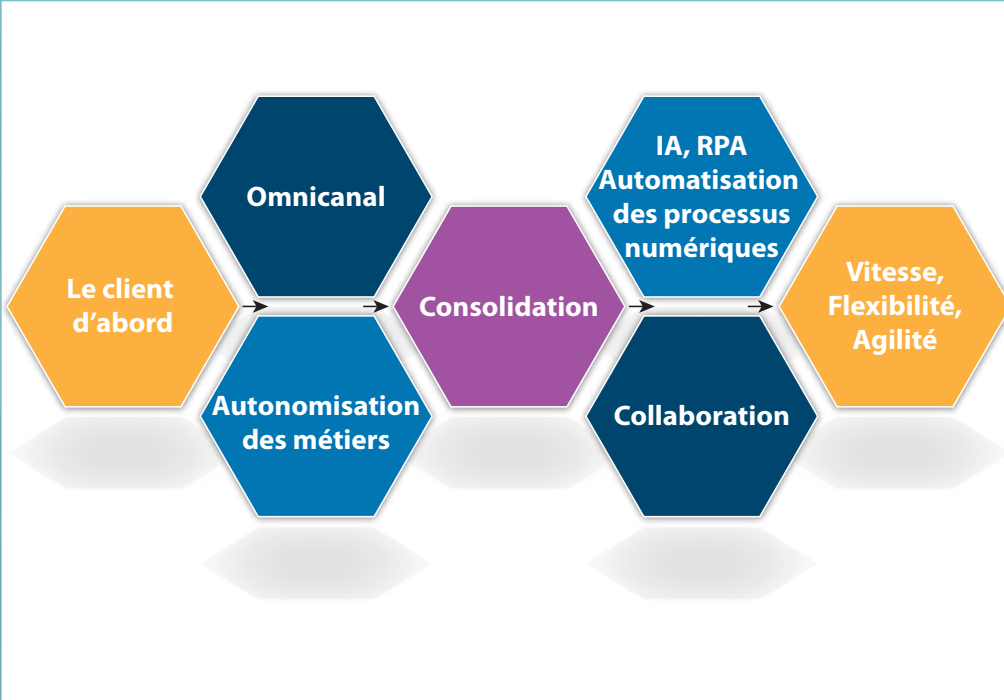 Le client
d'abord
Omnicanal
Autonomisation
des métiers
Consolidation
IA, RPA
Automatisation
des processus
numériques
Collaboration
Vitesse,
Flexibilité,
Agilité